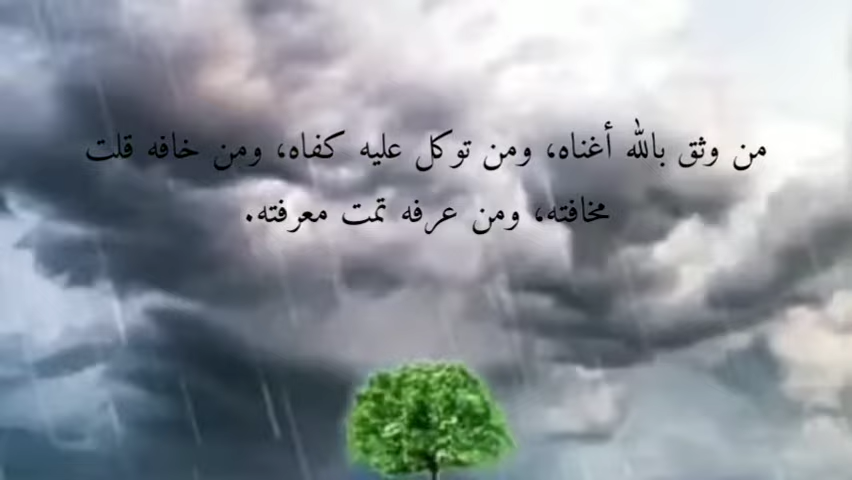 من وثق بالله أغناه، ومن توكل عليه كفاه، ومن خافه قلت
مخافته، ومن عرفه تمت معرفته.